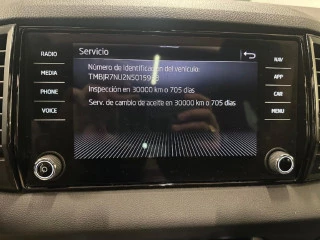 Servicio
RADIO
MEDIA
PHONE
VOICE
Número de identificación del vehículo:
Inspección en 30000 km o 705 días
Serv. de cambio de aceite en 30000 km o 705 días
NAV
APP
CAR
MENU